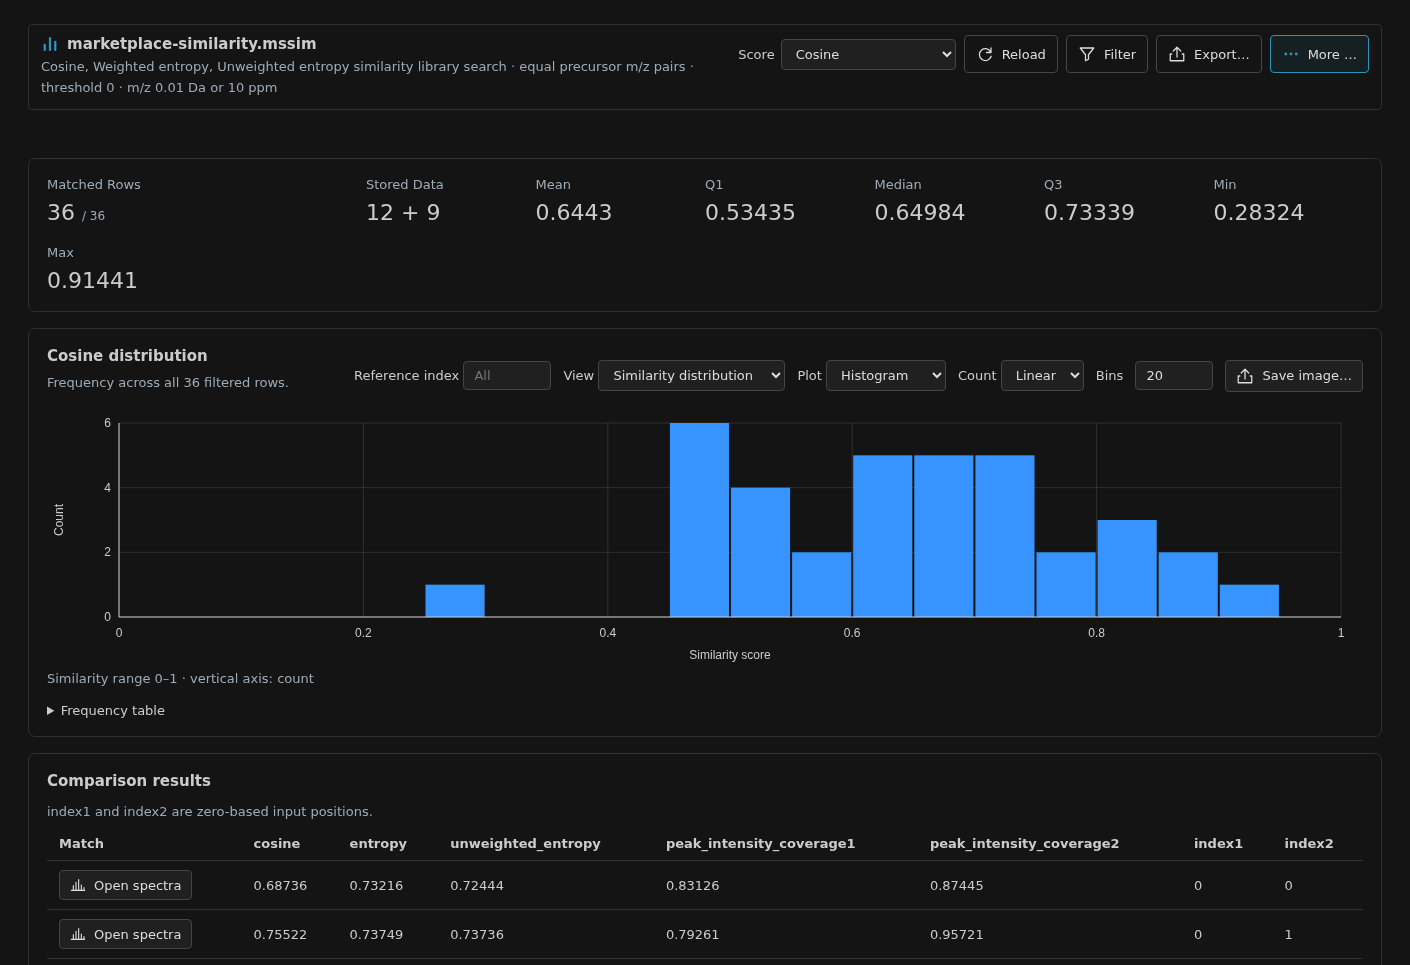 marketplace-similarity.mssim
Cosine, Weighted entropy, Unweighted entropy similarity library search · equal precursor m/z pairs ·
threshold 0 · m/z 0.01 Da or 10 ppm
Score Cosine Reload Filter Export... More ...
Matched Rows Stored Data Mean Q1 Median Q3 Min
36 / 36 12 + 9 0.6443 0.53435 0.64984 0.73339 0.28324
Max
0.91441
Cosine distribution
Frequency across all 36 filtered rows.
Reference index All View Similarity distribution Plot Histogram Count Linear Bins 20 Save image...
6
4
2
0
Count
0 0.2 0.4 0.6 0.8 1
Similarity score
Similarity range 0–1 · vertical axis: count
Frequency table
Comparison results
index1 and index2 are zero-based input positions.
Match cosine entropy unweighted_entropy peak_intensity_coverage1 peak_intensity_coverage2 index1 index2
Open spectra 0.68736 0.73216 0.72444 0.83126 0.87445 0 0
Open spectra 0.75522 0.73749 0.73736 0.79261 0.95721 0 1